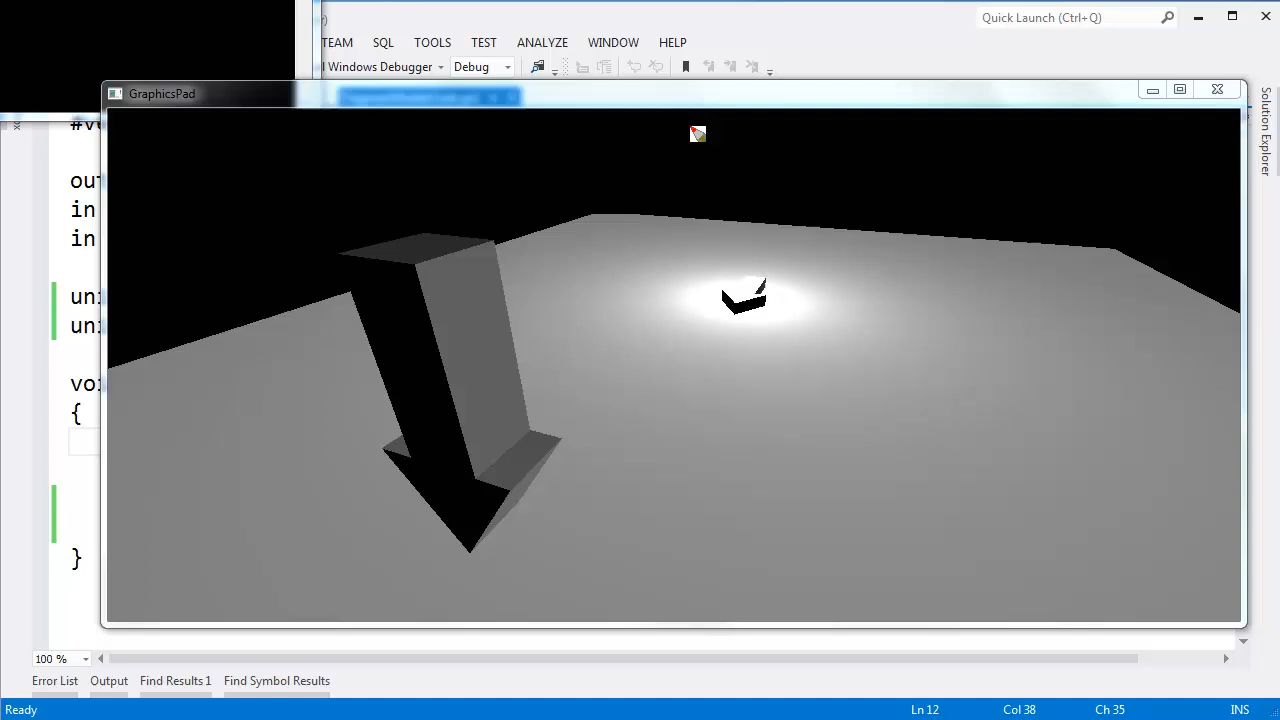 r)
Quick Launch (Ctrl+Q)
TEAM SQL TOOLS TEST ANALYZE WINDOW HELP
l Windows Debugger Debug
GraphicsPad
Solution Explorer
#ve
out
in
in
uni
uni
voi
{
}
100 %
Error List Output Find Results 1 Find Symbol Results
Ready Ln 12 Col 38 Ch 35 INS